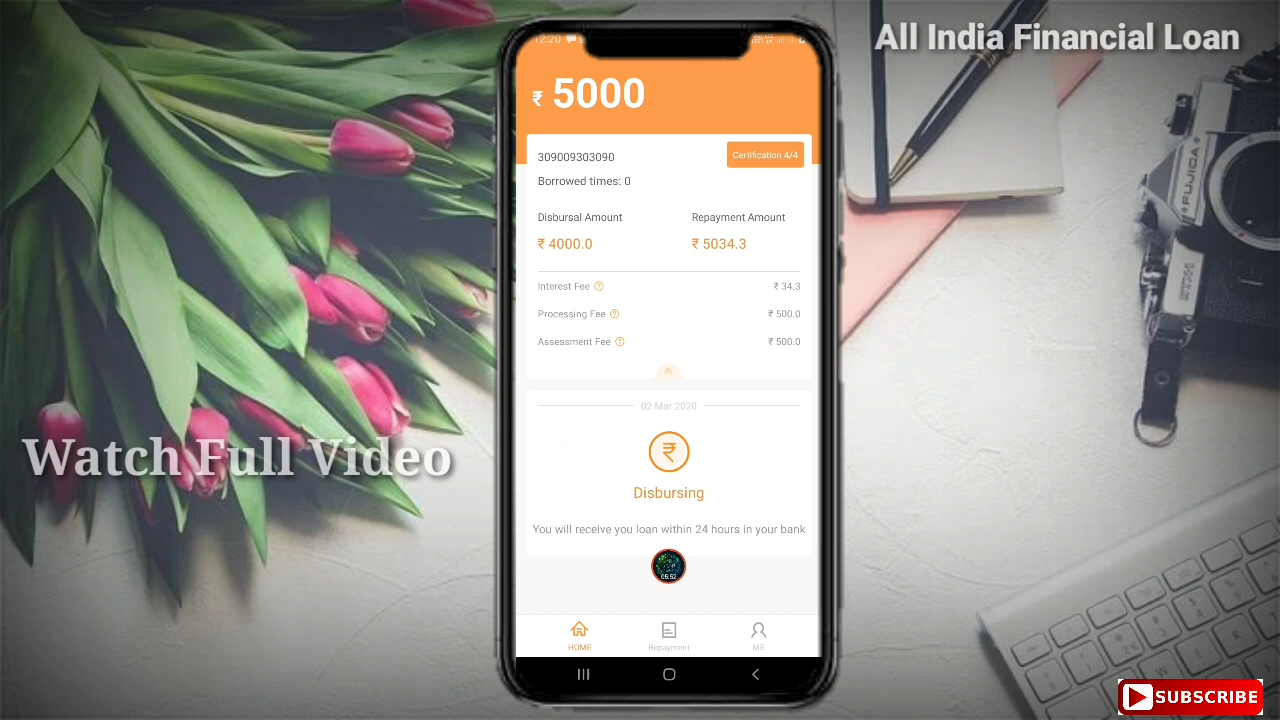 All India Financial Loan
12:20
₹ 5000
309009303090
Certification 4/4
Borrowed times: 0
Disbursal Amount
Repayment Amount
₹ 4000.0
₹ 5034.3
Interest Fee
₹ 34.3
Processing Fee
₹ 500.0
Assessment Fee
₹ 500.0
02 Mar 2020
Watch Full Video
₹
Disbursing
You will receive you loan within 24 hours in your bank
05:52
HOME
Repayment
ME
FUJICA
SUBSCRIBE